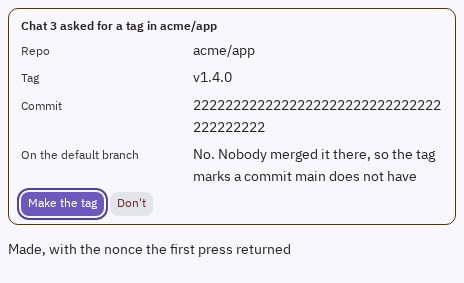 Chat 3 asked for a tag in acme/app
Repo acme/app
Tag v1.4.0
Commit 2222222222222222222222222222222
222222222
On the default branch No. Nobody merged it there, so the tag
marks a commit main does not have
Make the tag Don't
Made, with the nonce the first press returned